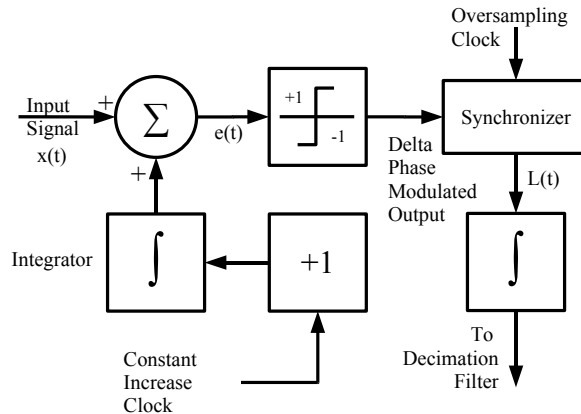 Oversampling
Clock
Input
Signal
x(t)
+
Σ
+
e(t)
+1
-1
Delta
Phase
Modulated
Output
Synchronizer
L(t)
Integrator
∫
+1
∫
Constant
Increase
Clock
To
Decimation
Filter